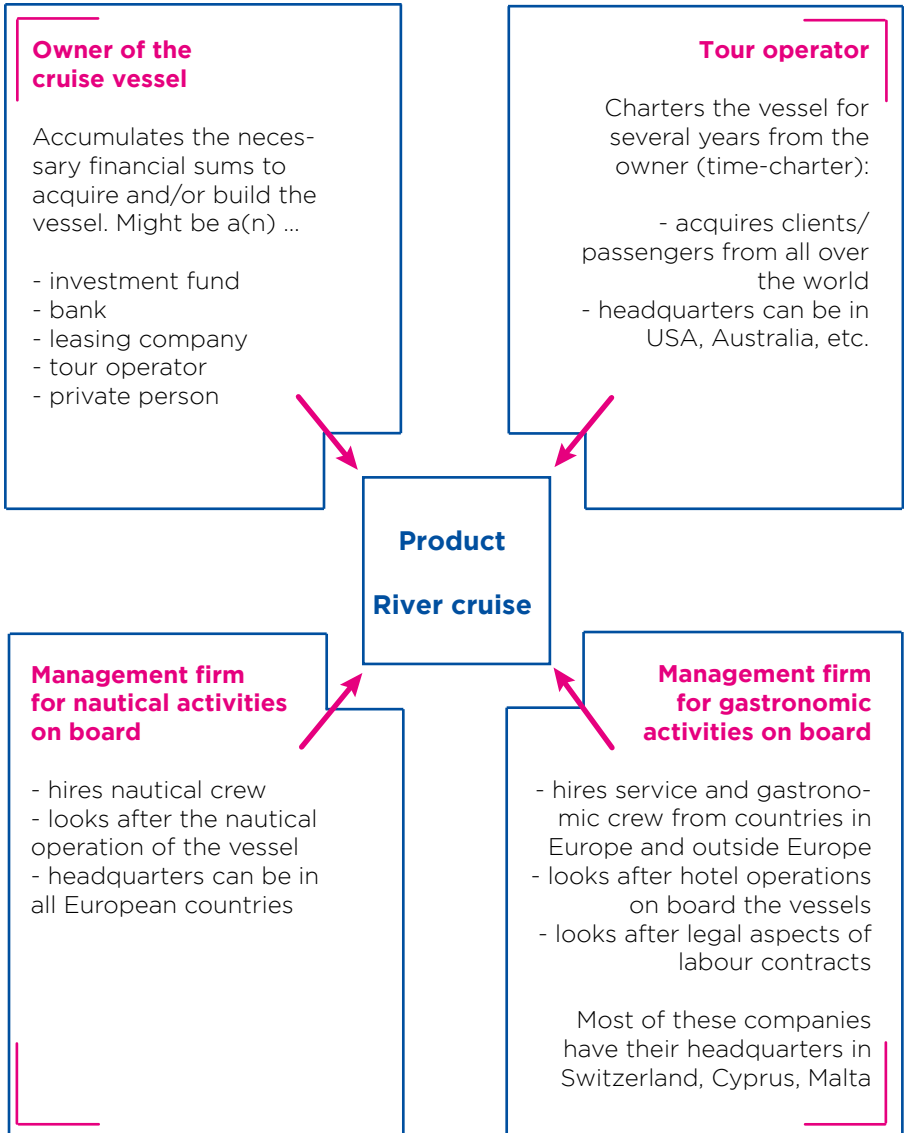 Owner of the
cruise vessel
Accumulates the neces-
sary financial sums to
acquire and/or build the
vessel. Might be a(n) ...
- investment fund
- bank
- leasing company
- tour operator
- private person
Tour operator
Charters the vessel for
several years from the
owner (time-charter):
- acquires clients/
passengers from all over
the world
- headquarters can be in
USA, Australia, etc.
Product
River cruise
Management firm
for nautical activities
on board
- hires nautical crew
- looks after the nautical
operation of the vessel
- headquarters can be in
all European countries
Management firm
for gastronomic
activities on board
- hires service and gastrono-
mic crew from countries in
Europe and outside Europe
- looks after hotel operations
on board the vessels
- looks after legal aspects of
labour contracts
Most of these companies
have their headquarters in
Switzerland, Cyprus, Malta